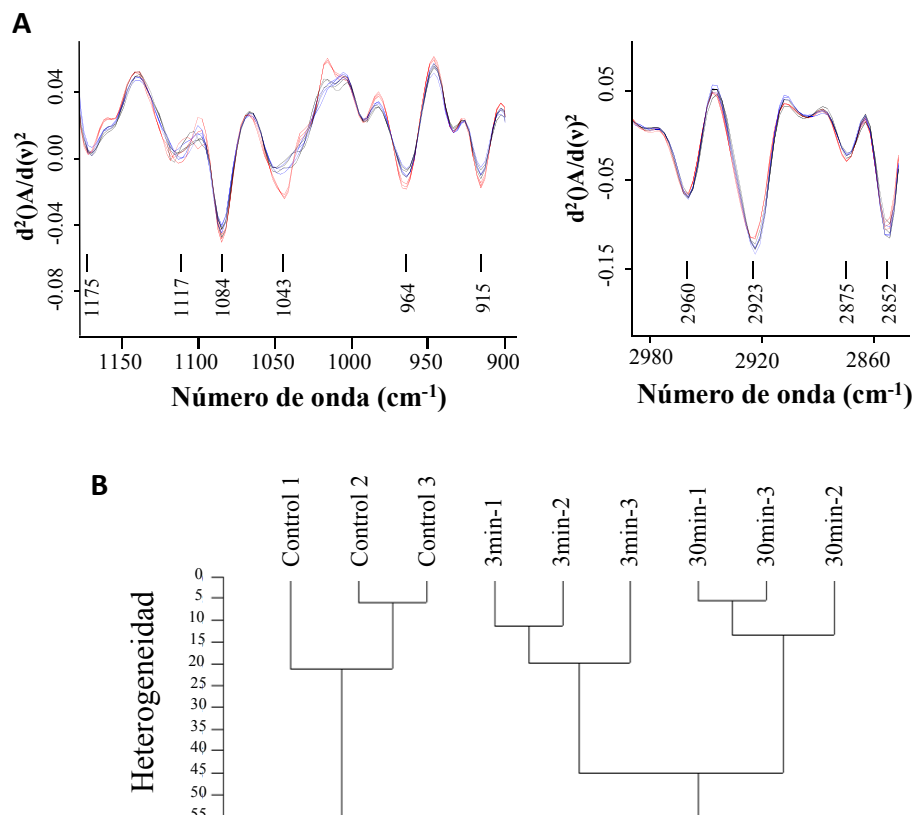 A
d²()A/d(ν)²
0.04
0.00
-0.04
-0.08
1175
1117
1084
1043
964
915
1150
1100
1050
1000
950
900
Número de onda (cm⁻¹)
d²()A/d(ν)²
0.05
-0.05
-0.15
2960
2923
2875
2852
2980
2920
2860
Número de onda (cm⁻¹)
B
Control 1
Control 2
Control 3
3min-1
3min-2
3min-3
30min-1
30min-3
30min-2
Heterogeneidad
0
5
10
15
20
25
30
35
40
45
50
55